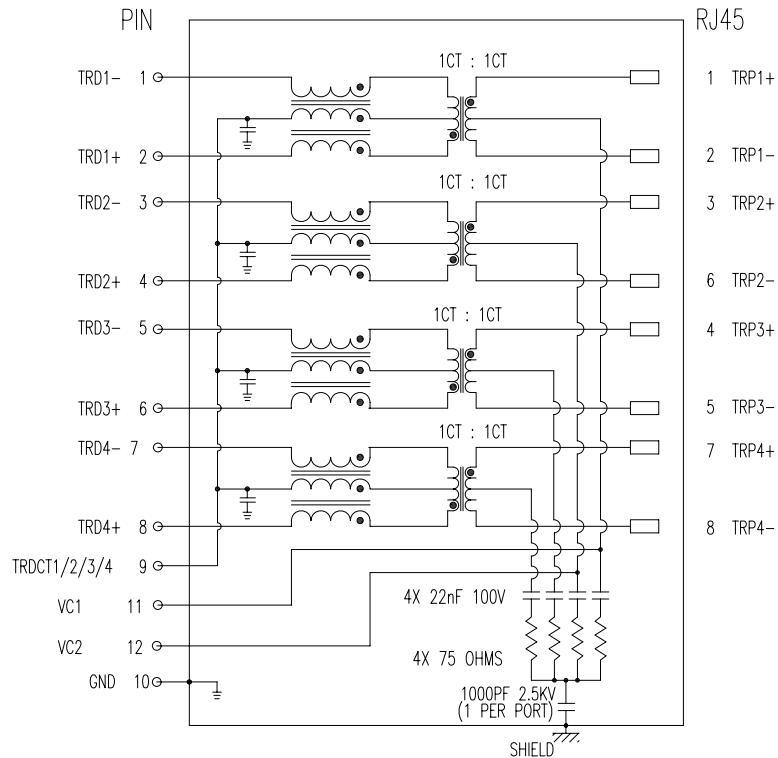 PIN RJ45
1CT : 1CT
TRD1- 1 1 TRP1+
TRD1+ 2 2 TRP1-
1CT : 1CT
TRD2- 3 3 TRP2+
TRD2+ 4 6 TRP2-
1CT : 1CT
TRD3- 5 4 TRP3+
TRD3+ 6 5 TRP3-
1CT : 1CT
TRD4- 7 7 TRP4+
TRD4+ 8 8 TRP4-
TRDCT1/2/3/4 9
VC1 11 4X 22nF 100V
VC2 12
4X 75 OHMS
GND 10
1000PF 2.5KV
(1 PER PORT)
SHIELD